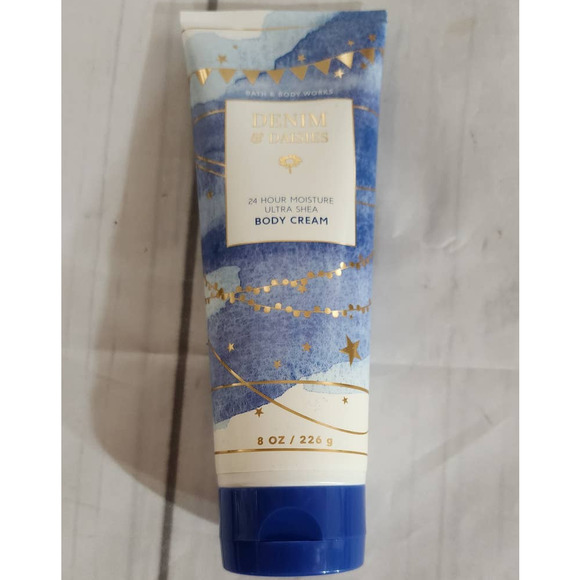 BATH & BODY WORKS
DENIM
& DAISIES
24 HOUR MOISTURE
ULTRA SHEA
BODY CREAM
8 OZ / 226 g